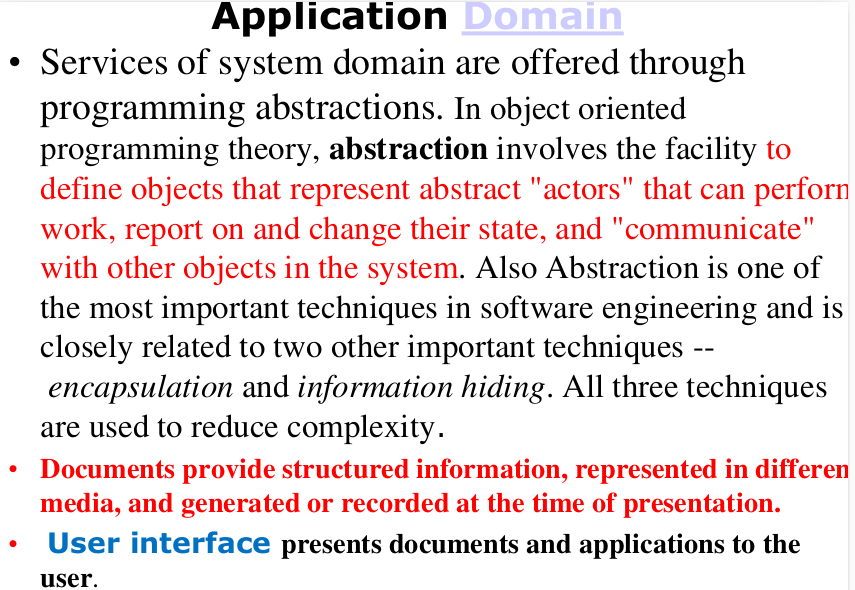 Application Domain
• Services of system domain are offered through
programming abstractions. In object oriented
programming theory, abstraction involves the facility to
define objects that represent abstract "actors" that can perform
work, report on and change their state, and "communicate"
with other objects in the system. Also Abstraction is one of
the most important techniques in software engineering and is
closely related to two other important techniques --
encapsulation and information hiding. All three techniques
are used to reduce complexity.
• Documents provide structured information, represented in differen
media, and generated or recorded at the time of presentation.
• User interface presents documents and applications to the
user.